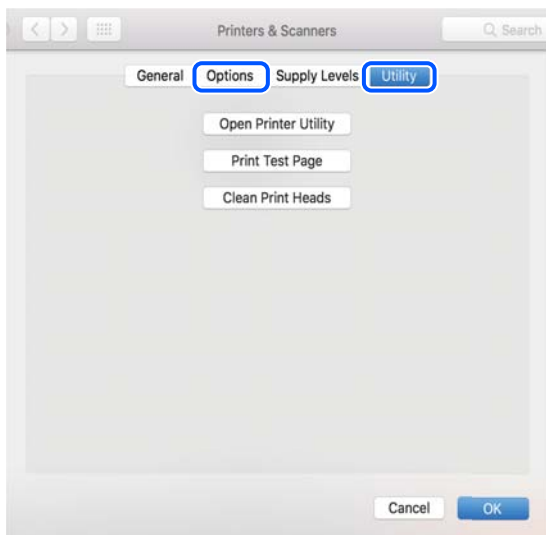 Printers & Scanners Search
General Options Supply Levels Utility
Open Printer Utility
Print Test Page
Clean Print Heads
Cancel OK